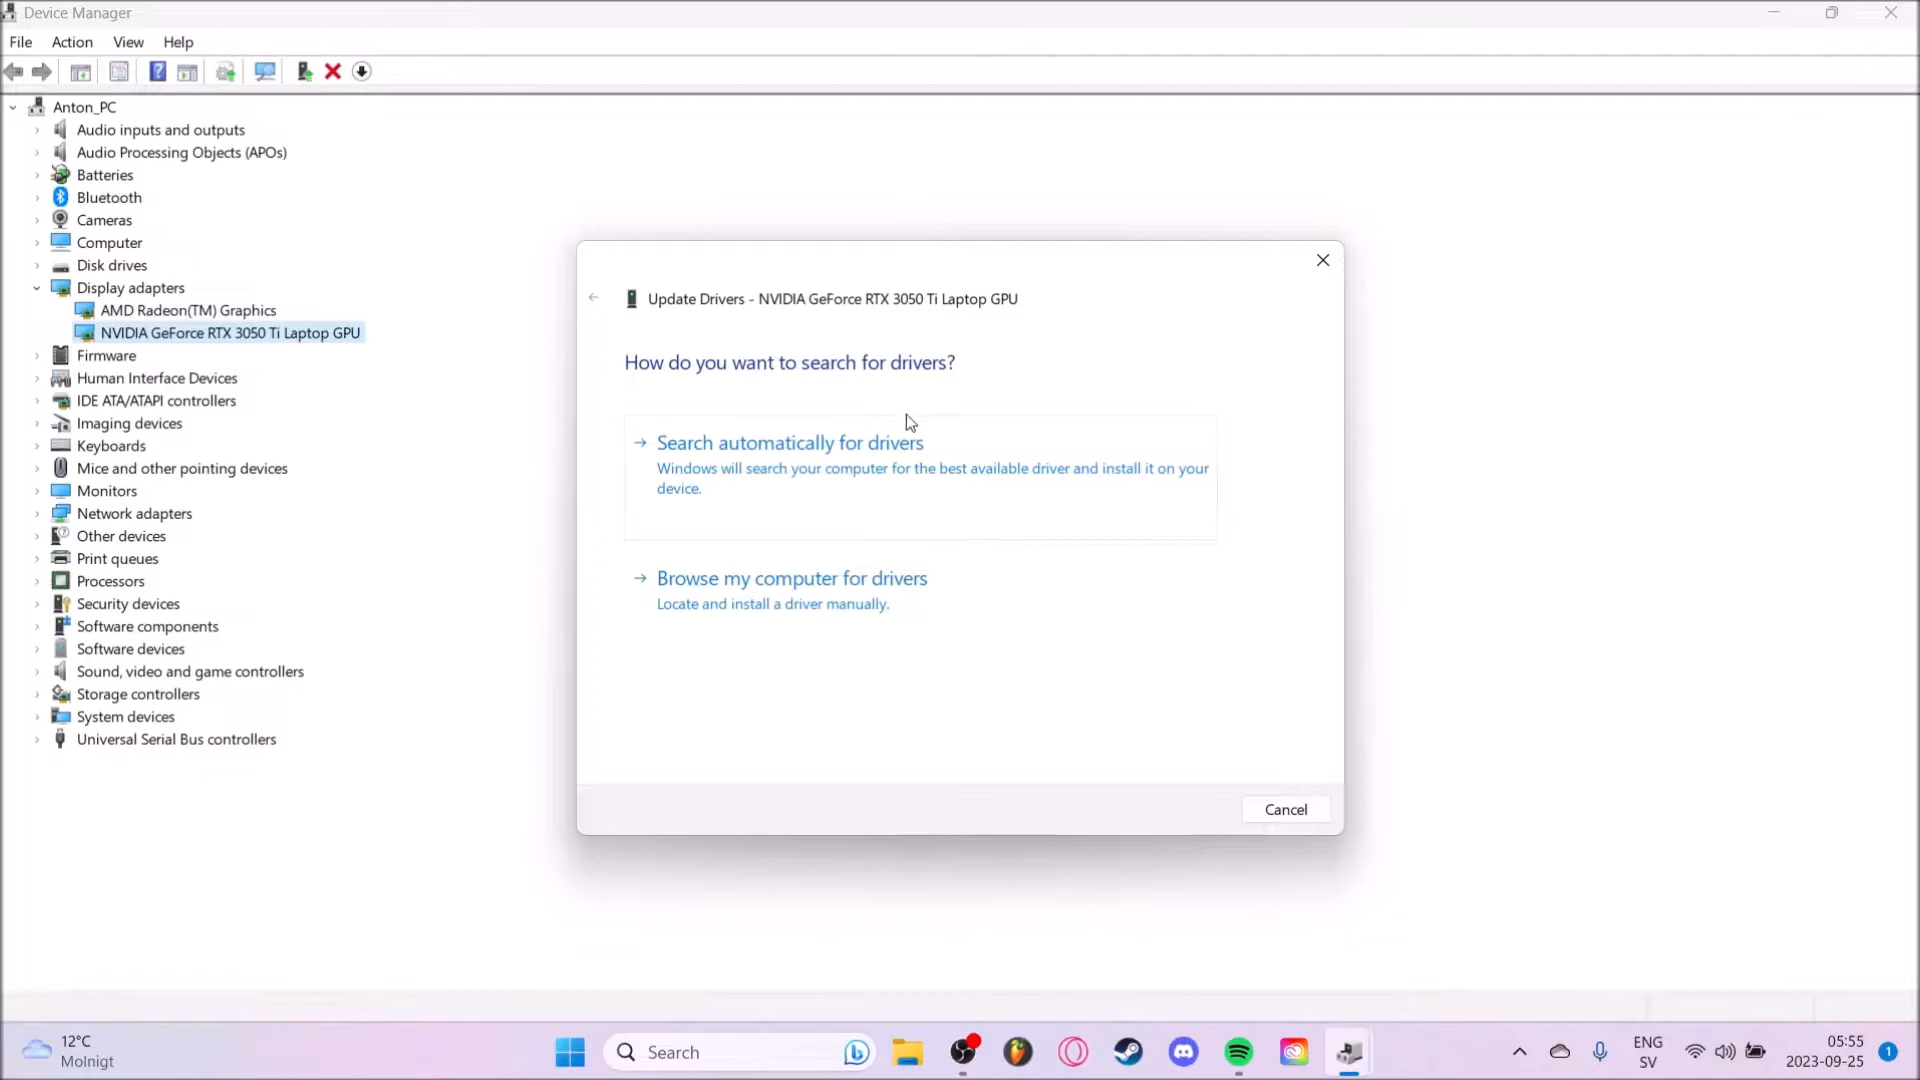 Device Manager
File Action View Help
Anton_PC
Audio inputs and outputs
Audio Processing Objects (APOs)
Batteries
Bluetooth
Cameras
Computer
Disk drives
Display adapters
AMD Radeon(TM) Graphics
NVIDIA GeForce RTX 3050 Ti Laptop GPU
Firmware
Human Interface Devices
IDE ATA/ATAPI controllers
Imaging devices
Keyboards
Mice and other pointing devices
Monitors
Network adapters
Other devices
Print queues
Processors
Security devices
Software components
Software devices
Sound, video and game controllers
Storage controllers
System devices
Universal Serial Bus controllers
Update Drivers - NVIDIA GeForce RTX 3050 Ti Laptop GPU
How do you want to search for drivers?
Search automatically for drivers
Windows will search your computer for the best available driver and install it on your
device.
Browse my computer for drivers
Locate and install a driver manually.
Cancel
12°C
Molnigt
Search
ENG
SV
05:55
2023-09-25
1